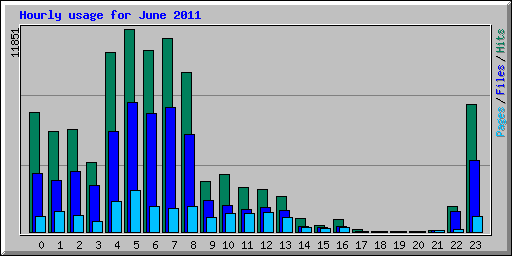 Hourly usage for June 2011
11851
Pages / Files / Hits
0 1 2 3 4 5 6 7 8 9 10 11 12 13 14 15 16 17 18 19 20 21 22 23